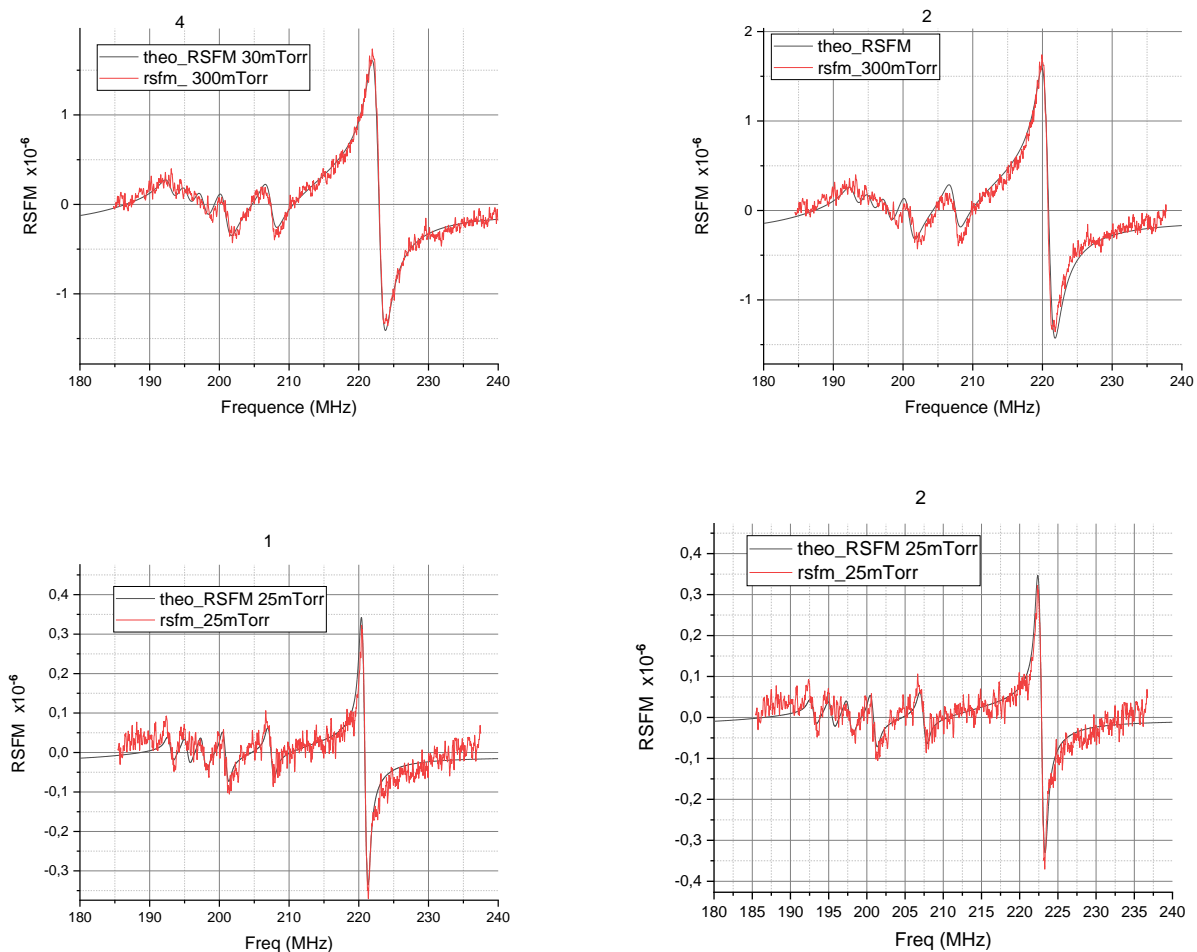 4
theo_RSFM 30mTorr
rsfm_ 300mTorr
1
0
-1
RSFM x10-6
180 190 200 210 220 230 240
Frequence (MHz)
2
theo_RSFM
rsfm_300mTorr
2
1
0
-1
RSFM x10-6
180 190 200 210 220 230 240
Frequence (MHz)
1
theo_RSFM 25mTorr
rsfm_25mTorr
0,4
0,3
0,2
0,1
0,0
-0,1
-0,2
-0,3
RSFM x10-6
180 190 200 210 220 230 240
Freq (MHz)
2
theo_RSFM 25mTorr
rsfm_25mTorr
0,4
0,3
0,2
0,1
0,0
-0,1
-0,2
-0,3
-0,4
RSFM x10-6
180 185 190 195 200 205 210 215 220 225 230 235 240
Freq (MHz)